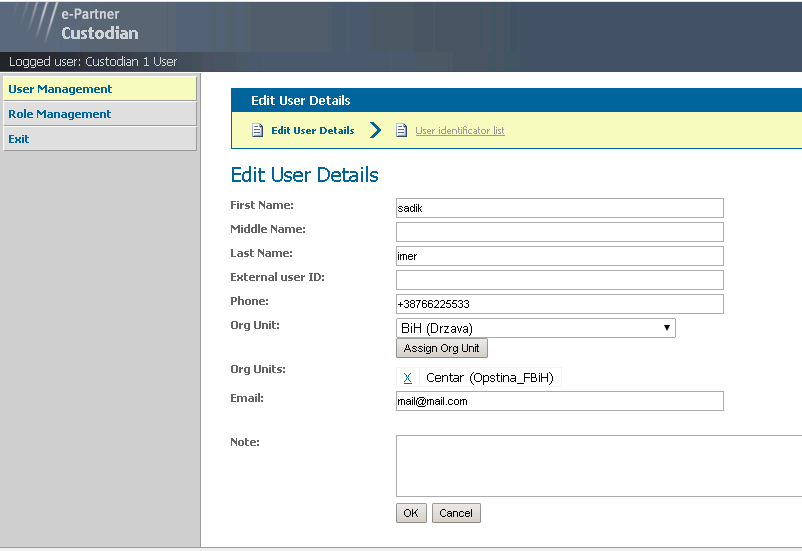 e-Partner
Custodian
Logged user: Custodian 1 User
User Management
Role Management
Exit
Edit User Details
Edit User Details
User identificator list
Edit User Details
First Name:
sadik
Middle Name:
Last Name:
imer
External user ID:
Phone:
+38766225533
Org Unit:
BiH (Drzava)
Assign Org Unit
Org Units:
X Centar (Opstina_FBiH)
Email:
mail@mail.com
Note:
OK Cancel